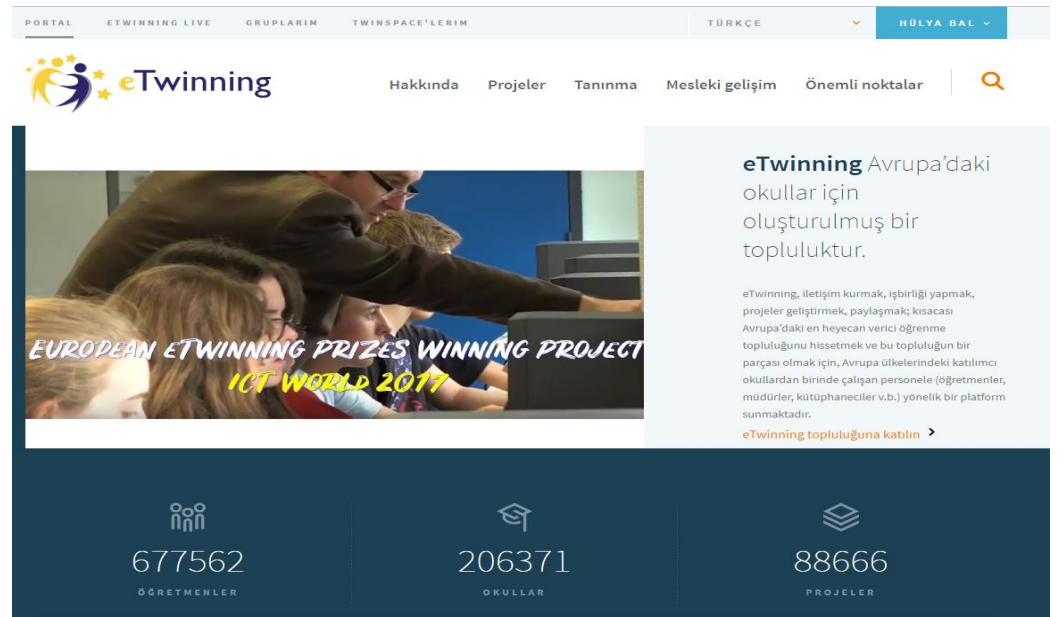 PORTAL ETWINNING LIVE GRUPLARIM TWINSPACE'LERIM TÜRKÇE HÜLYA BAL
eTwinning
Hakkında Projeler Tanınma Mesleki gelişim Önemli noktalar
EUROPEAN ETWINNING PRIZES WINNING PROJECT
ICT WORLD 2017
eTwinning Avrupa'daki
okullar için
oluşturulmuş bir
topluluktur.
eTwinning, iletişim kurmak, işbirliği yapmak,
projeler geliştirmek, paylaşmak; kısacası
Avrupa'daki en heyecan verici öğrenme
topluluğunu hissetmek ve bu topluluğun bir
parçası olmak için, Avrupa ülkelerindeki katılımcı
okullardan birinde çalışan personele (öğretmenler,
müdürler, kütüphaneciler v.b.) yönelik bir platform
sunmaktadır.
eTwinning topluluğuna katılın
677562 206371 88666
ÖĞRETMENLER OKULLAR PROJELER